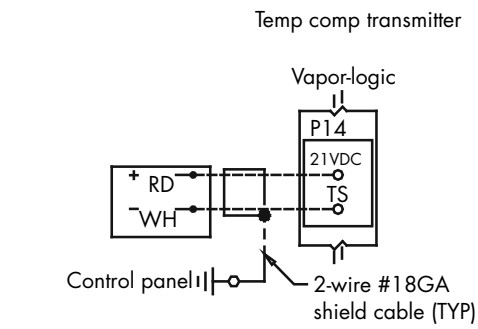 Temp comp transmitter
Vapor-logic
P14
21VDC
+ RD
TS
− WH
Control panel
2-wire #18GA
shield cable (TYP)